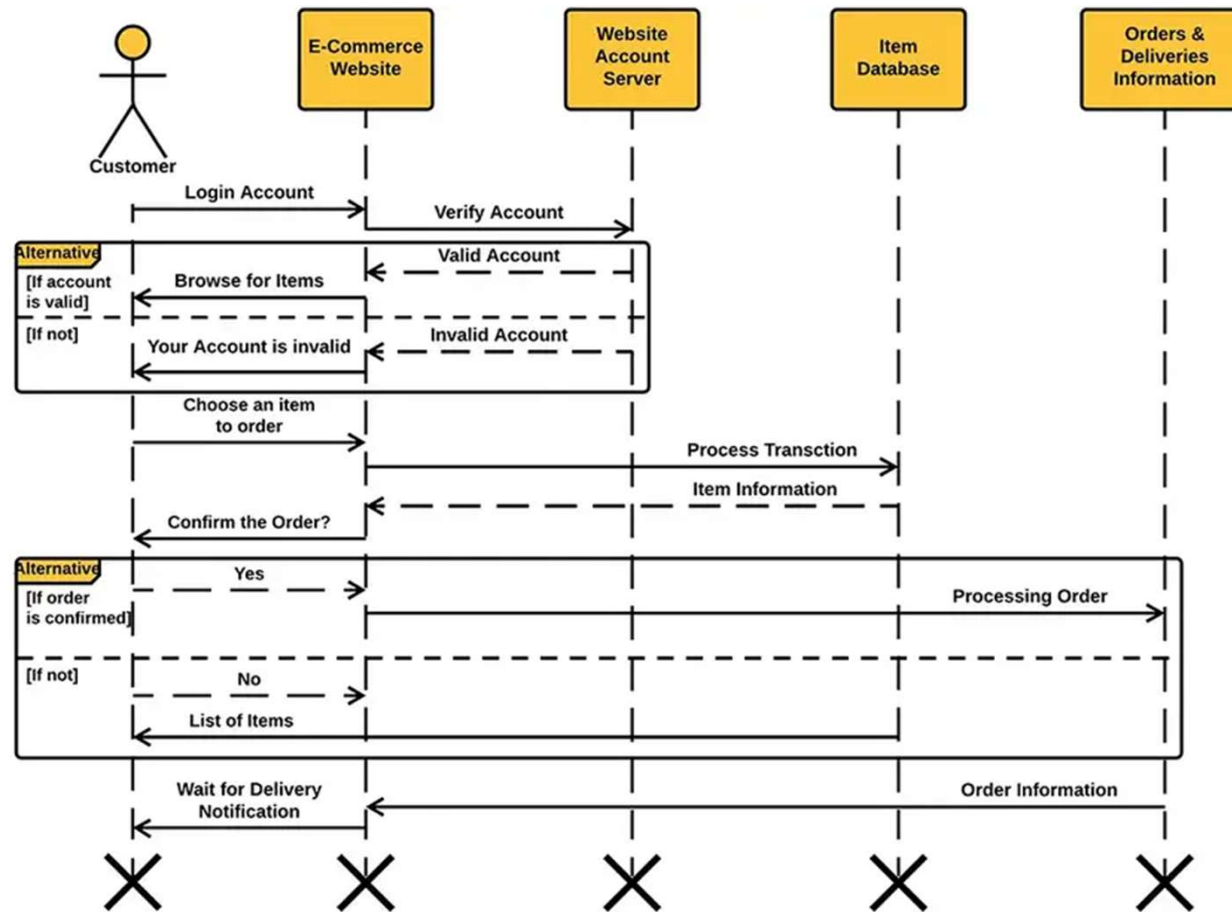 E-Commerce
Website
Website
Account
Server
Item
Database
Orders &
Deliveries
Information
Customer
Login Account
Verify Account
Alternative
Valid Account
[If account
is valid]
Browse for Items
[If not]
Invalid Account
Your Account is invalid
Choose an item
to order
Process Transction
Item Information
Confirm the Order?
Alternative
Yes
[If order
is confirmed]
Processing Order
[If not]
No
List of Items
Wait for Delivery
Notification
Order Information